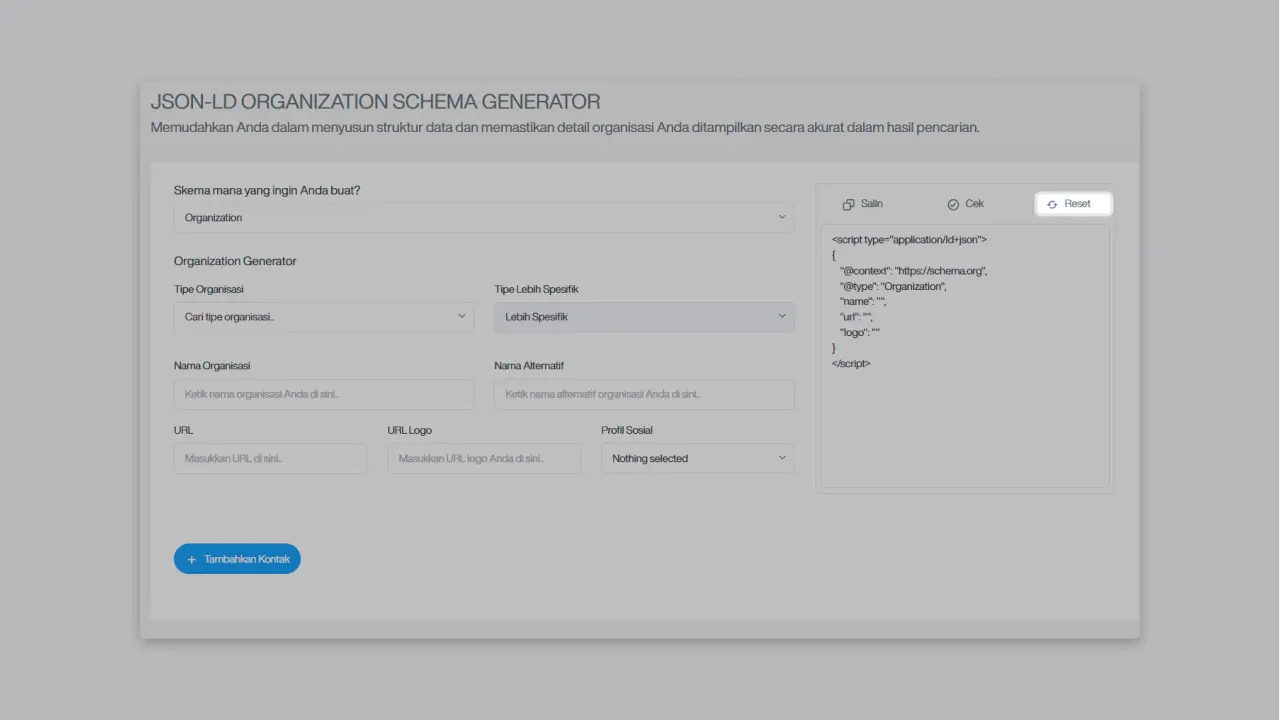 JSON-LD ORGANIZATION SCHEMA GENERATOR
Memudahkan Anda dalam menyusun struktur data dan memastikan detail organisasi Anda ditampilkan secara akurat dalam hasil pencarian.
Skema mana yang ingin Anda buat?
Organization
Organization Generator
Tipe Organisasi
Tipe Lebih Spesifik
Cari tipe organisasi..
Lebih Spesifik
Nama Organisasi
Nama Alternatif
Ketik nama organisasi Anda di sini..
Ketik nama alternatif organisasi Anda di sini..
URL
URL Logo
Profil Sosial
Masukkan URL di sini..
Masukkan URL logo Anda di sini..
Nothing selected
Tambahkan Kontak
Salin
Cek
Reset
<script type="application/ld+json">
{
"@context": "https://schema.org",
"@type": "Organization",
"name": "",
"url": "",
"logo": ""
}
</script>